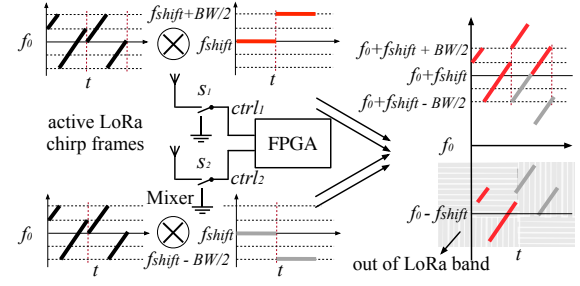 fshift+BW/2
f0
fshift
t
t
f0+fshift + BW/2
f0+fshift
f0+fshift - BW/2
s1
ctrl1
active LoRa
chirp frames
FPGA
f0
s2
ctrl2
Mixer
f0
fshift
f0 - fshift
fshift - BW/2
t
t
out of LoRa band
t